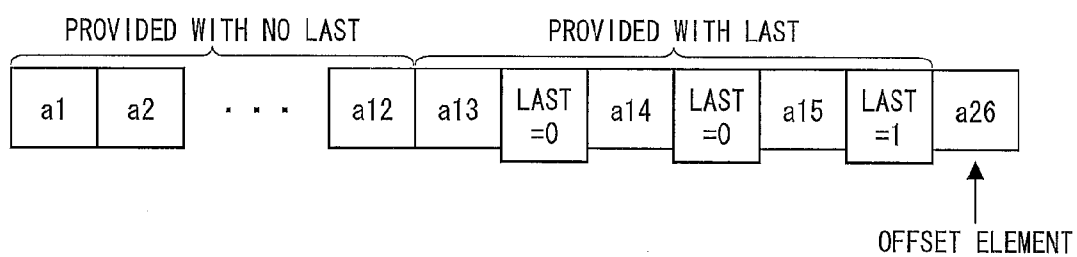 PROVIDED WITH NO LAST PROVIDED WITH LAST
a1 a2 · · · a12 a13 LAST =0 a14 LAST =0 a15 LAST =1 a26
OFFSET ELEMENT